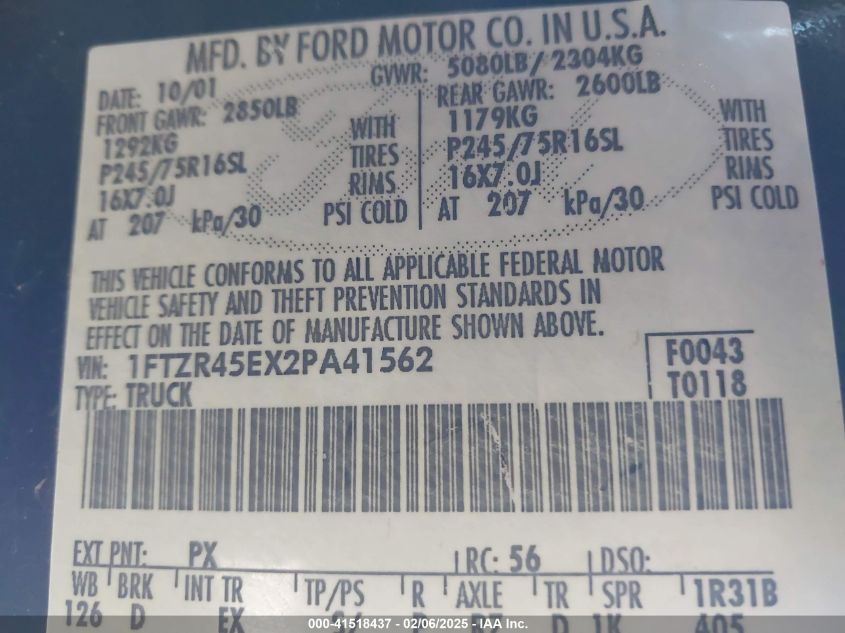 MFD. BY FORD MOTOR CO. IN U.S.A.
DATE: 10/01 GVWR: 5080LB/ 2304KG
FRONT GAWR: 2850LB REAR GAWR: 2600LB
1292KG WITH 1179KG WITH
P245/75R16SL TIRES P245/75R16SL TIRES
16X7.0J RIMS 16X7.0J RIMS
AT 207 kPa/30 PSI COLD AT 207 kPa/30 PSI COLD
THIS VEHICLE CONFORMS TO ALL APPLICABLE FEDERAL MOTOR
VEHICLE SAFETY AND THEFT PREVENTION STANDARDS IN
EFFECT ON THE DATE OF MANUFACTURE SHOWN ABOVE.
VIN: 1FTZR45EX2PA41562 F0043
TYPE: TRUCK T0118
EXT PNT: PX RC: 56 DSO:
WB BRK INT TR TP/PS R AXLE TR SPR 1R31B
126 D EX D 1K 405
000-41518437 - 02/06/2025 - IAA Inc.